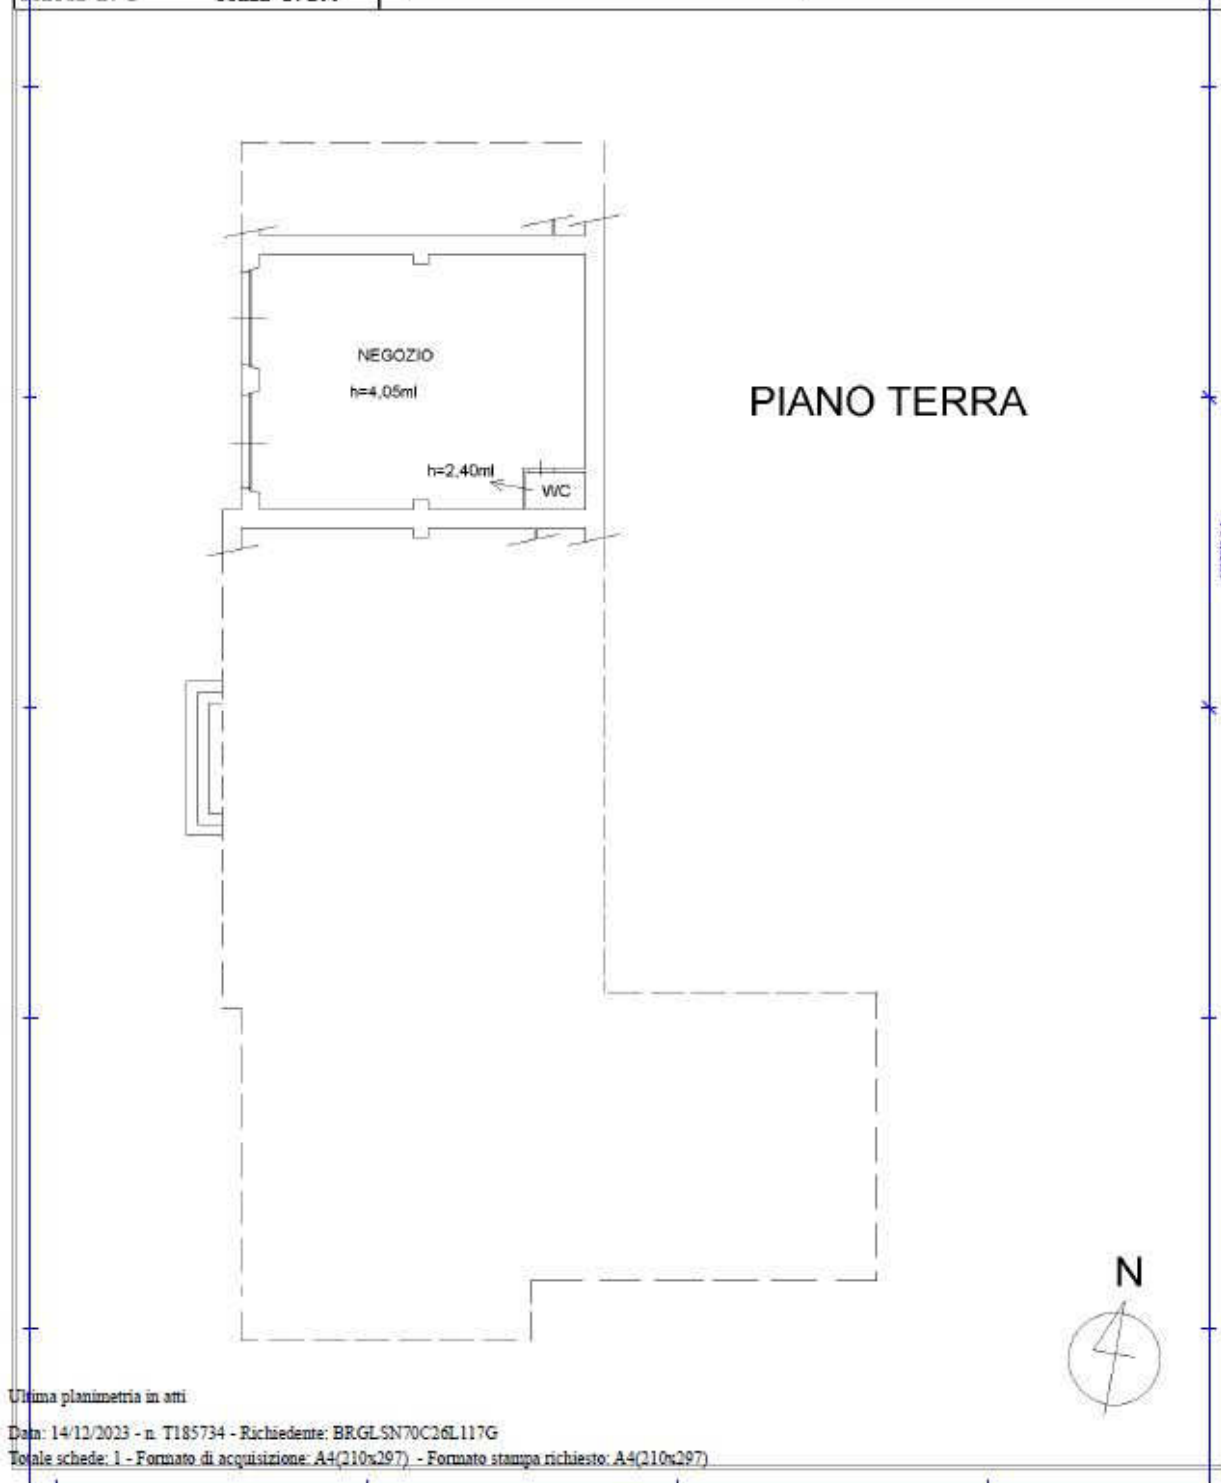 NEGOZIO
h=4,05ml
PIANO TERRA
h=2,40ml
WC
N
Ultima planimetria in atti
Data: 14/12/2023 - n. T185734 - Richiedente: BRGLSN70C26L117G
Totale schede: 1 - Formato di acquisizione: A4(210x297) - Formato stampa richiesto: A4(210x297)